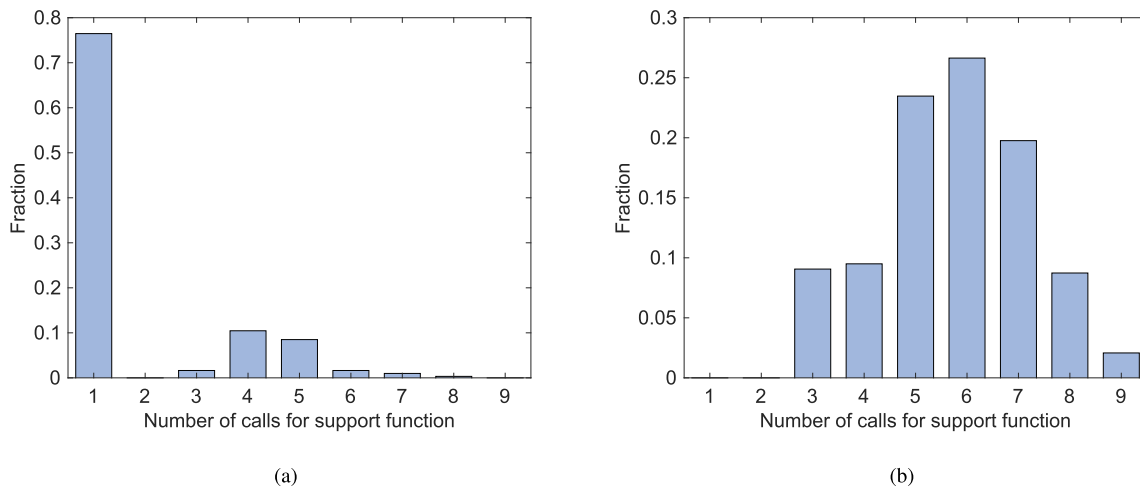 0.8
0.7
0.6
0.5
0.4
0.3
0.2
0.1
0
Fraction
1 2 3 4 5 6 7 8 9
Number of calls for support function
(a)
0.3
0.25
0.2
0.15
0.1
0.05
0
Fraction
1 2 3 4 5 6 7 8 9
Number of calls for support function
(b)